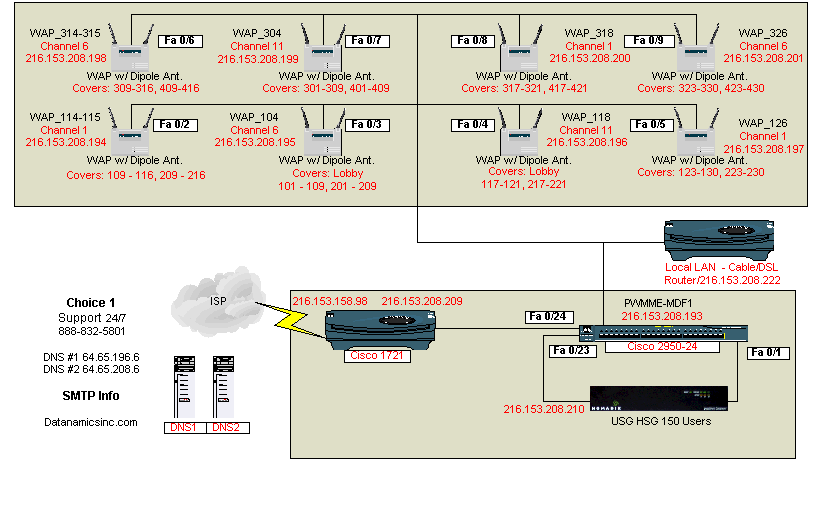 WAP_314-315
Channel 6
216.153.208.198
Fa 0/6
WAP w/ Dipole Ant.
Covers: 309-316, 409-416
WAP_304
Channel 11
216.153.208.199
Fa 0/7
WAP w/ Dipole Ant.
Covers: 301-309, 401-409
Fa 0/8
WAP_318
Channel 1
216.153.208.200
WAP w/ Dipole Ant.
Covers: 317-321, 417-421
Fa 0/9
WAP_326
Channel 6
216.153.208.201
WAP w/ Dipole Ant.
Covers: 323-330, 423-430
WAP_114-115
Channel 1
216.153.208.194
Fa 0/2
WAP w/ Dipole Ant.
Covers: 109 - 116, 209 - 216
WAP_104
Channel 6
216.153.208.195
Fa 0/3
WAP w/ Dipole Ant.
Covers: Lobby
101 - 109, 201 - 209
Fa 0/4
WAP_118
Channel 11
216.153.208.196
WAP w/ Dipole Ant.
Covers: Lobby
117-121, 217-221
Fa 0/5
WAP_126
Channel 1
216.153.208.197
WAP w/ Dipole Ant.
Covers: 123-130, 223-230
Local LAN - Cable/DSL
Router/216.153.208.222
Choice 1
Support 24/7
888-832-5801
DNS #1 64.65.196.6
DNS #2 64.65.208.6
SMTP Info
Datanamicsinc.com
ISP
DNS1
DNS2
216.153.158.98
216.153.208.209
Cisco 1721
Fa 0/24
PWMME-MDF1
216.153.208.193
Cisco 2950-24
Fa 0/23
Fa 0/1
216.153.208.210
NOMADIX
USG HSG 150 Users